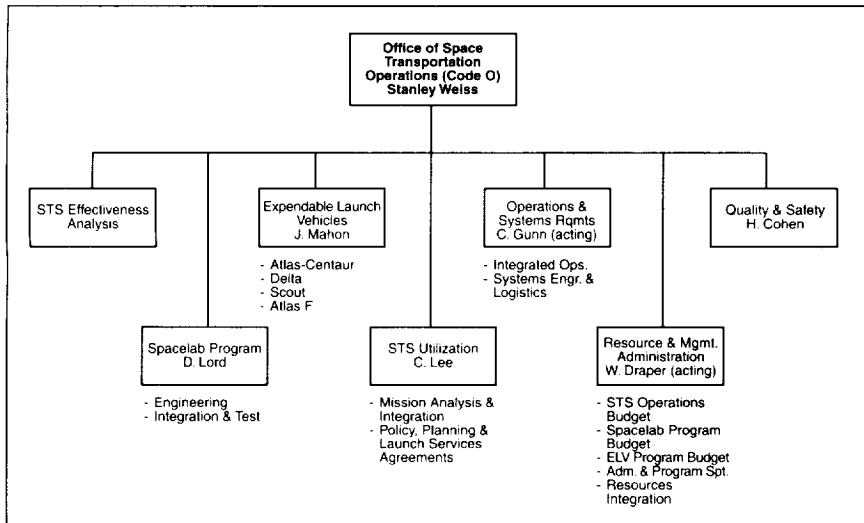 Office of Space
Transportation
Operations (Code O)
Stanley Weiss
STS Effectiveness
Analysis
Expendable Launch
Vehicles
J. Mahon
- Atlas-Centaur
- Delta
- Scout
- Atlas F
Operations &
Systems Rqmts
C. Gunn (acting)
- Integrated Ops.
- Systems Engr. &
Logistics
Quality & Safety
H. Cohen
Spacelab Program
D. Lord
- Engineering
- Integration & Test
STS Utilization
C. Lee
- Mission Analysis &
Integration
- Policy, Planning &
Launch Services
Agreements
Resource & Mgmt.
Administration
W. Draper (acting)
- STS Operations
Budget
- Spacelab Program
Budget
- ELV Program Budget
- Adm. & Program Spt.
- Resources
Integration